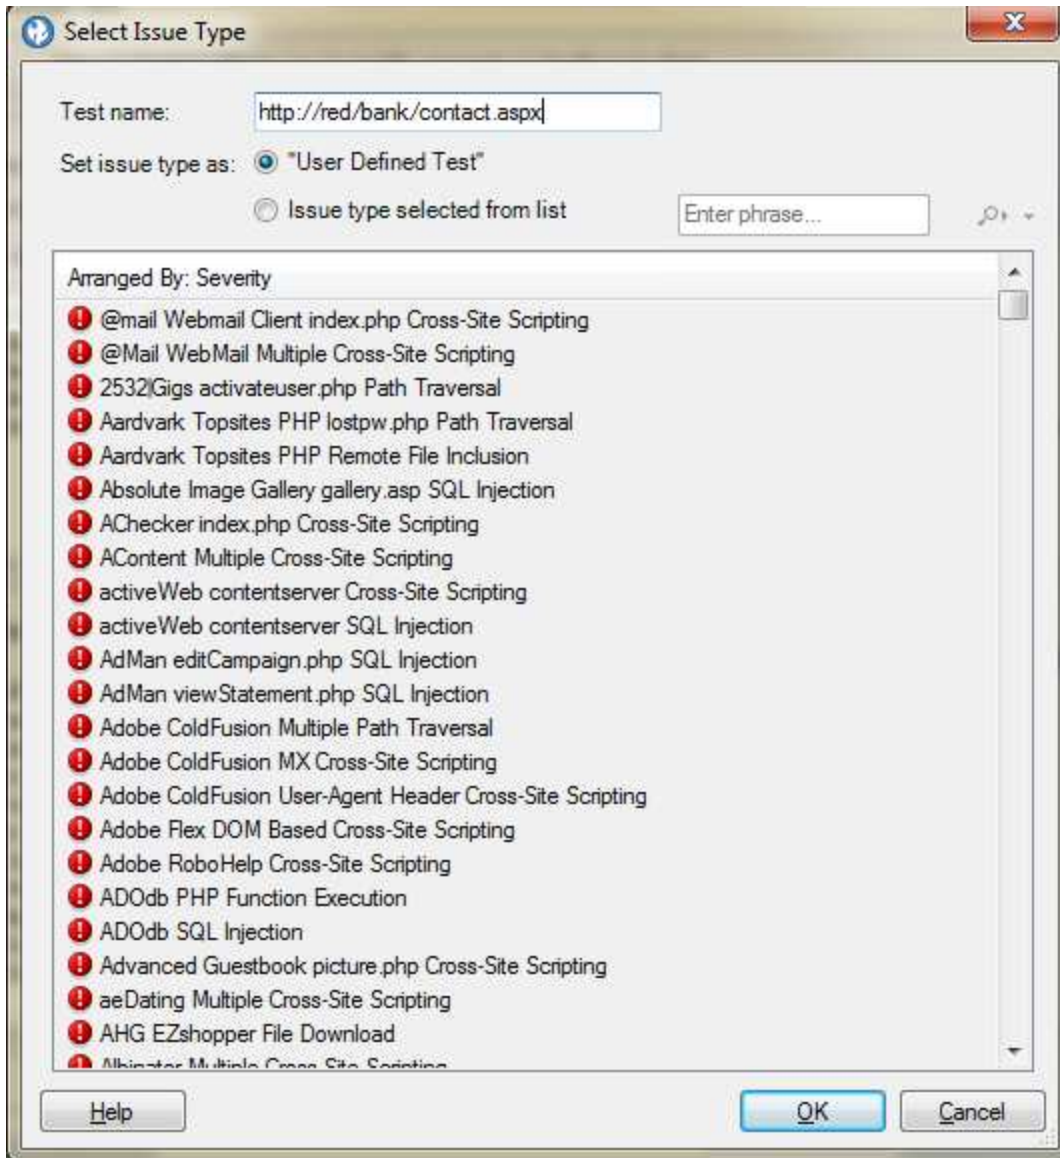 Select Issue Type
Test name: http://red/bank/contact.aspx
Set issue type as: "User Defined Test"
Issue type selected from list Enter phrase...
Arranged By: Severity
@mail Webmail Client index.php Cross-Site Scripting
@Mail WebMail Multiple Cross-Site Scripting
2532|Gigs activateuser.php Path Traversal
Aardvark Topsites PHP lostpw.php Path Traversal
Aardvark Topsites PHP Remote File Inclusion
Absolute Image Gallery gallery.asp SQL Injection
AChecker index.php Cross-Site Scripting
AContent Multiple Cross-Site Scripting
activeWeb contentserver Cross-Site Scripting
activeWeb contentserver SQL Injection
AdMan editCampaign.php SQL Injection
AdMan viewStatement.php SQL Injection
Adobe ColdFusion Multiple Path Traversal
Adobe ColdFusion MX Cross-Site Scripting
Adobe ColdFusion User-Agent Header Cross-Site Scripting
Adobe Flex DOM Based Cross-Site Scripting
Adobe RoboHelp Cross-Site Scripting
ADOdb PHP Function Execution
ADOdb SQL Injection
Advanced Guestbook picture.php Cross-Site Scripting
aeDating Multiple Cross-Site Scripting
AHG EZshopper File Download
Albinator Multiple Cross-Site Scripting
Help OK Cancel